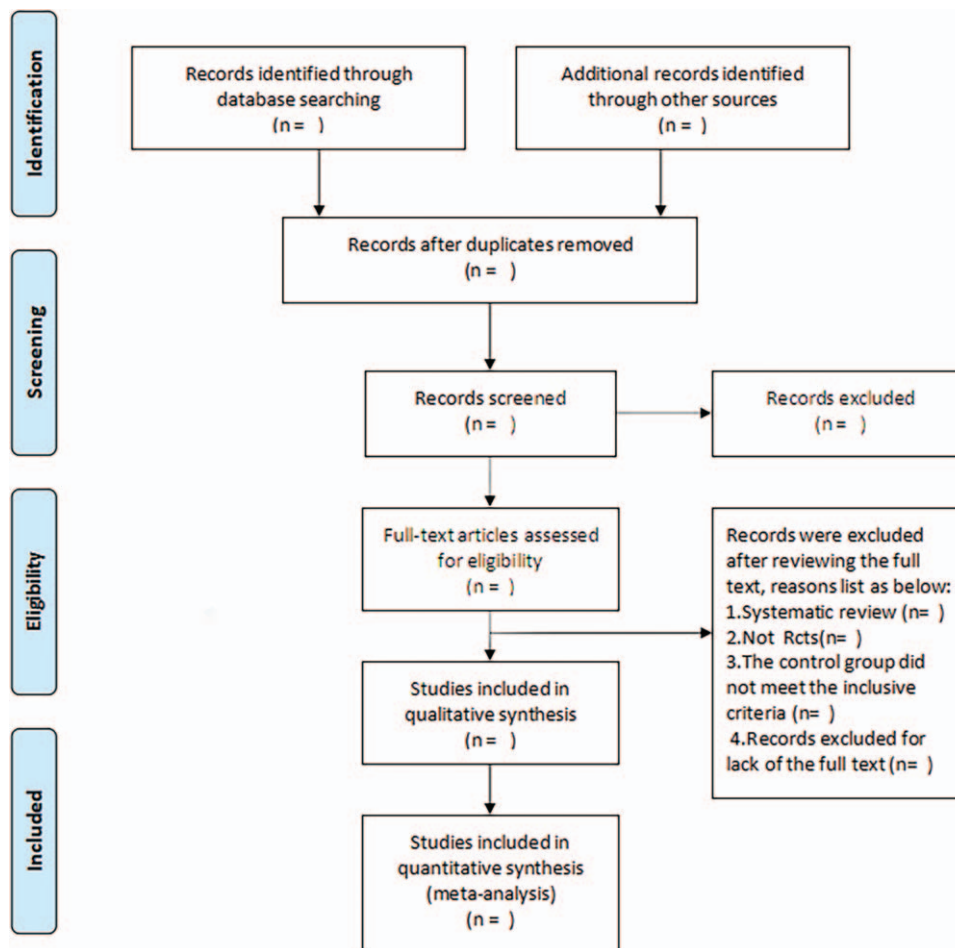 Identification
Records identified through
database searching
(n = )
Additional records identified
through other sources
(n = )
Records after duplicates removed
(n = )
Screening
Records screened
(n = )
Records excluded
(n = )
Eligibility
Full-text articles assessed
for eligibility
(n = )
Records were excluded
after reviewing the full
text, reasons list as below:
1.Systematic review (n= )
2.Not Rcts(n= )
3.The control group did
not meet the inclusive
criteria (n= )
4.Records excluded for
lack of the full text (n= )
Studies included in
qualitative synthesis
(n = )
Included
Studies included in
quantitative synthesis
(meta-analysis)
(n = )